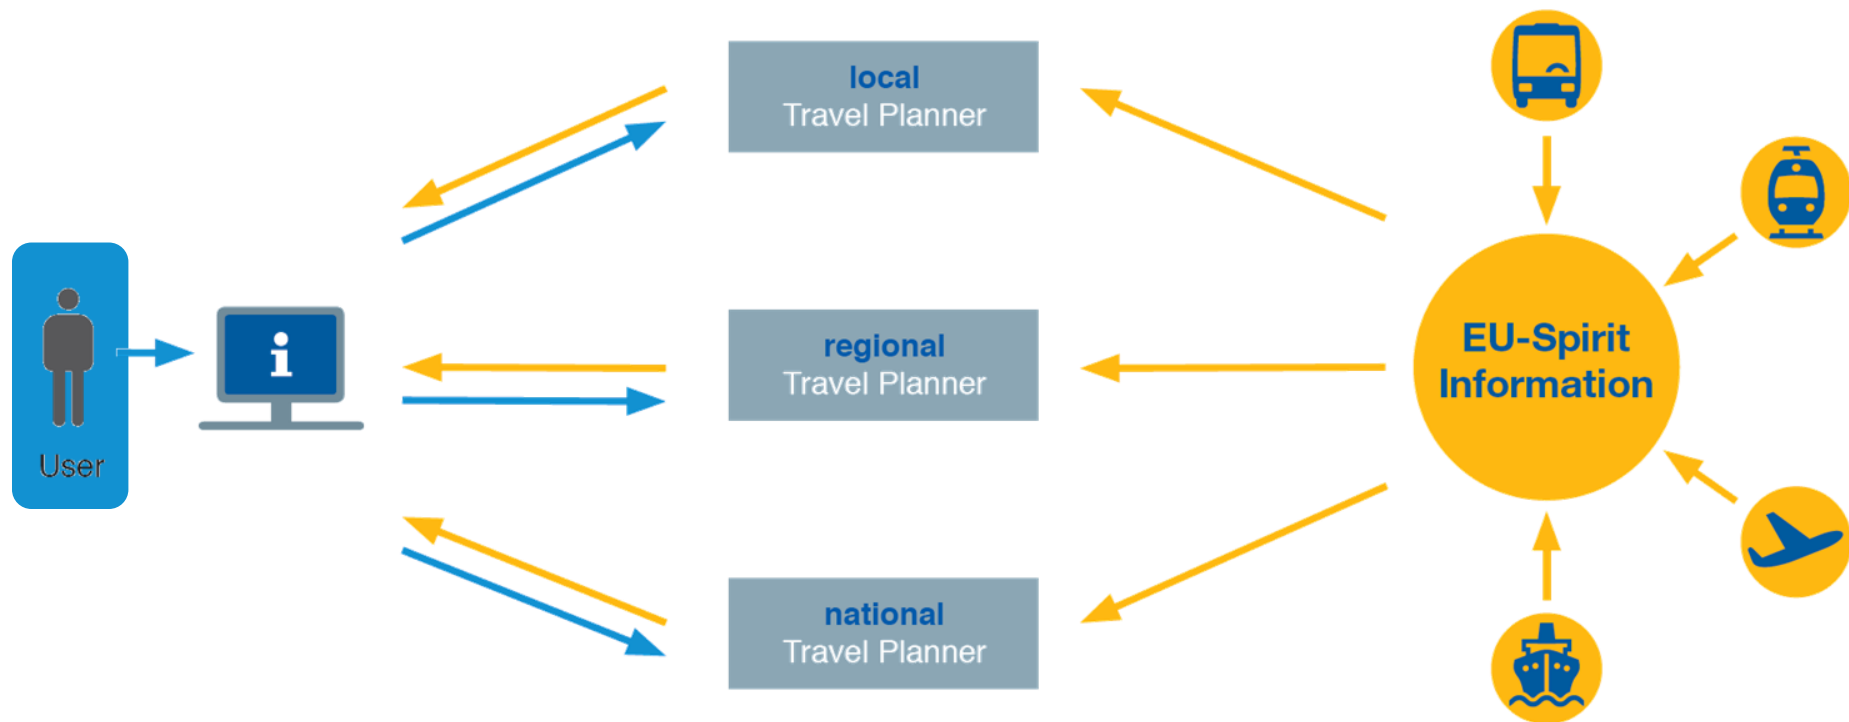 local
Travel Planner
regional
Travel Planner
national
Travel Planner
User
i
EU-Spirit
Information